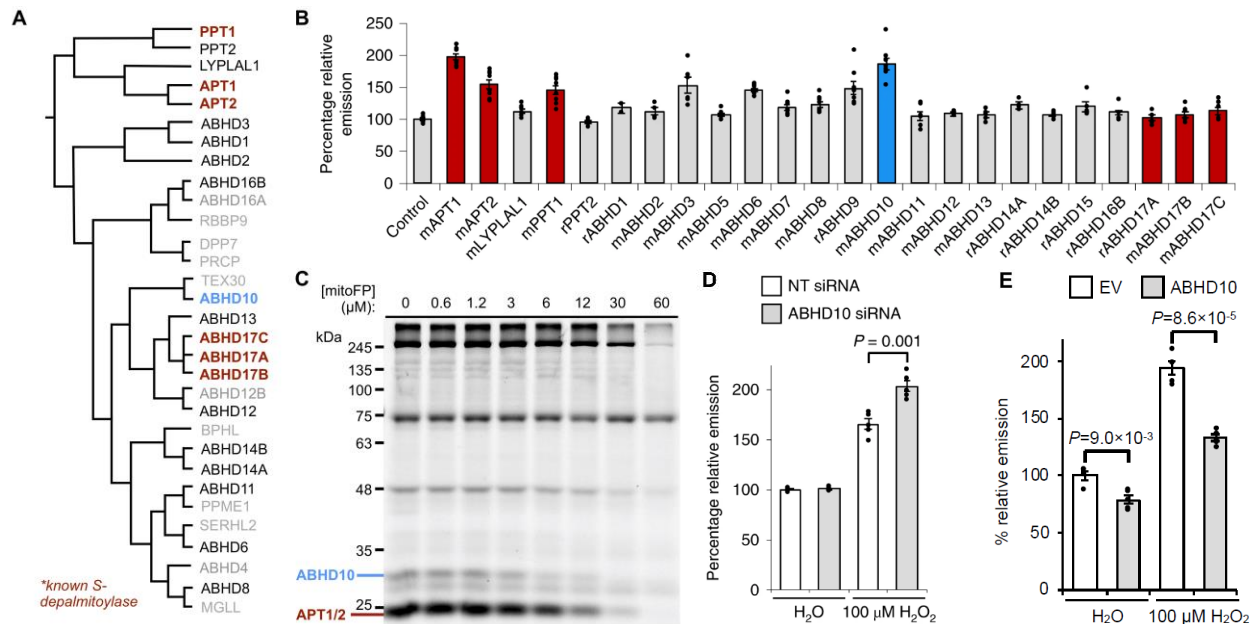 A
PPT1
PPT2
LYPLAL1
APT1
APT2
ABHD3
ABHD1
ABHD2
ABHD16B
ABHD16A
RBBP9
DPP7
PRCP
TEX30
ABHD10
ABHD13
ABHD17C
ABHD17A
ABHD17B
ABHD12B
ABHD12
BPHL
ABHD14B
ABHD14A
ABHD11
PPME1
SERHL2
ABHD6
ABHD4
ABHD8
MGLL
*known S-
depalmitoylase
B
Percentage relative
emission
250
200
150
100
50
0
Control
mAPT1
mAPT2
mLYPLAL1
mPPT1
rPPT2
rABHD1
mABHD2
mABHD3
mABHD5
mABHD6
mABHD7
mABHD8
rABHD9
mABHD10
mABHD11
mABHD12
mABHD13
rABHD14A
rABHD14B
rABHD15
rABHD16B
rABHD17A
mABHD17B
mABHD17C
C
[mitoFP]
(µM):
0 0.6 1.2 3 6 12 30 60
kDa
245
135
100
75
63
48
35
25
ABHD10
APT1/2
D
NT siRNA
ABHD10 siRNA
P = 0.001
Percentage relative emission
200
150
100
50
0
H₂O 100 µM H₂O₂
E
EV ABHD10
P=8.6×10⁻⁵
P=9.0×10⁻³
% relative emission
200
150
100
50
0
H₂O 100 µM H₂O₂